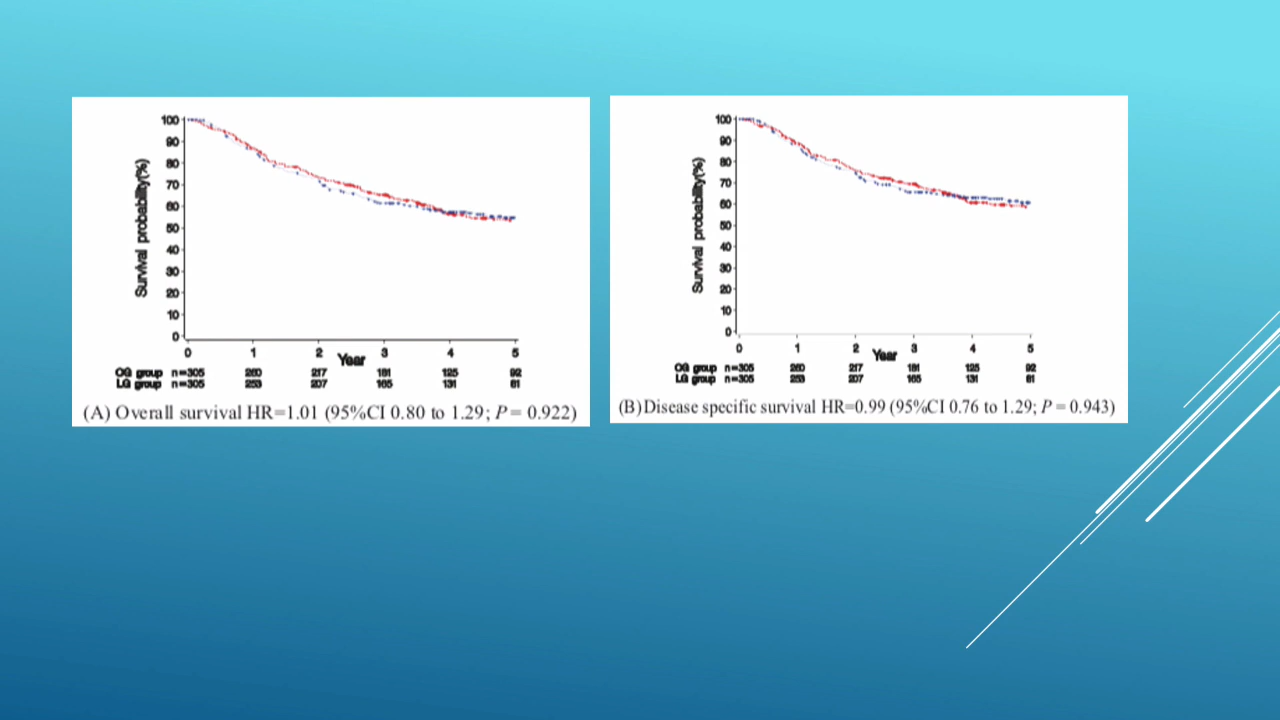 100
90
80
70
60
50
40
30
20
10
0
Survival probability(%)
0 1 2 3 4 5
Year
OG group n=305 260 217 181 125 92
LG group n=305 253 207 165 131 81
(A) Overall survival HR=1.01 (95%CI 0.80 to 1.29; P = 0.922)
100
90
80
70
60
50
40
30
20
10
0
Survival probability(%)
0 1 2 3 4 5
Year
OG group n=305 260 217 181 125 92
LG group n=305 253 207 165 131 81
(B)Disease specific survival HR=0.99 (95%CI 0.76 to 1.29; P = 0.943)